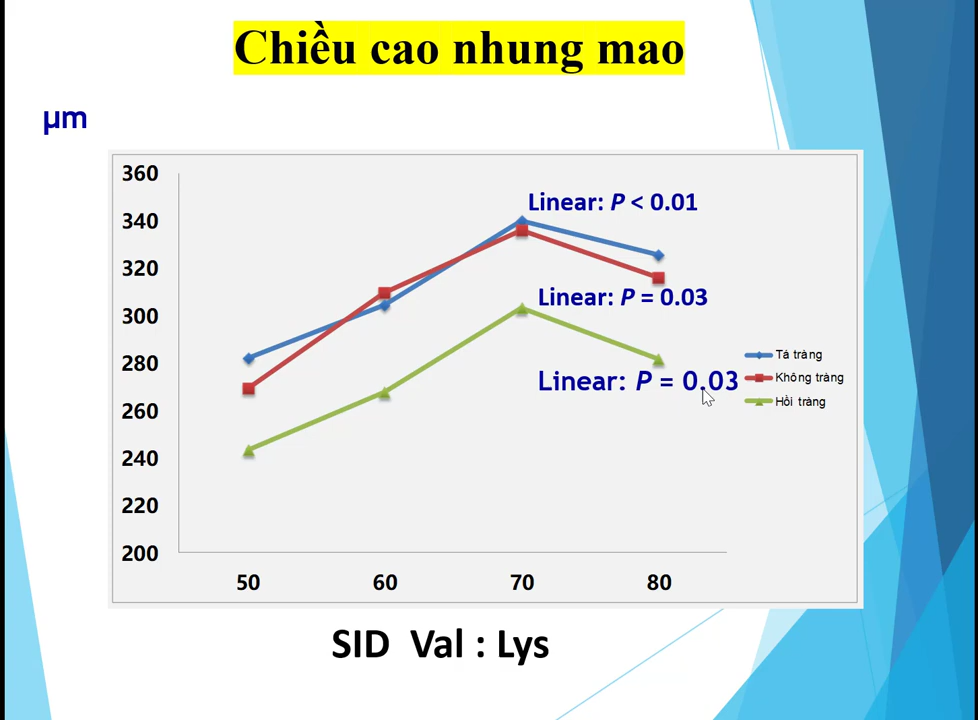 Chiều cao nhung mao
µm
360
340
320
300
280
260
240
220
200
Linear: P < 0.01
Linear: P = 0.03
Linear: P = 0.03
Tá tràng
Không tràng
Hồi tràng
50 60 70 80
SID Val : Lys